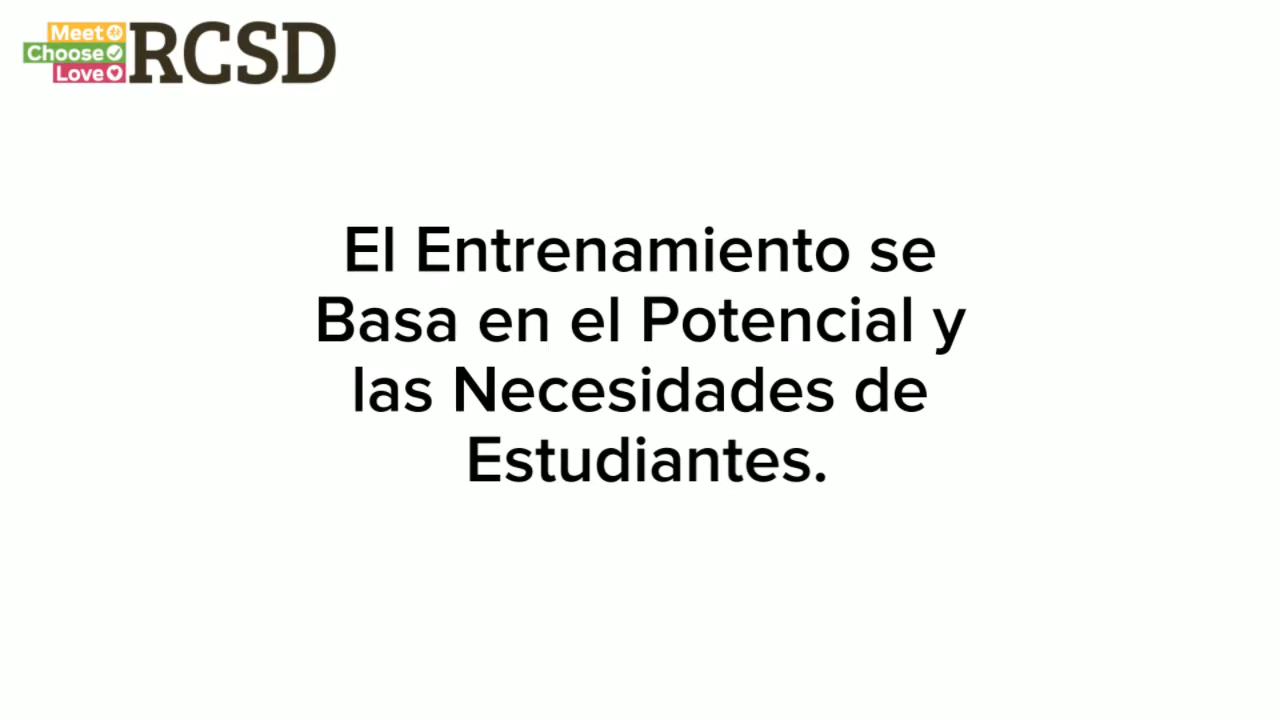 Meet
Choose
Love
RCSD
El Entrenamiento se
Basa en el Potencial y
las Necesidades de
Estudiantes.